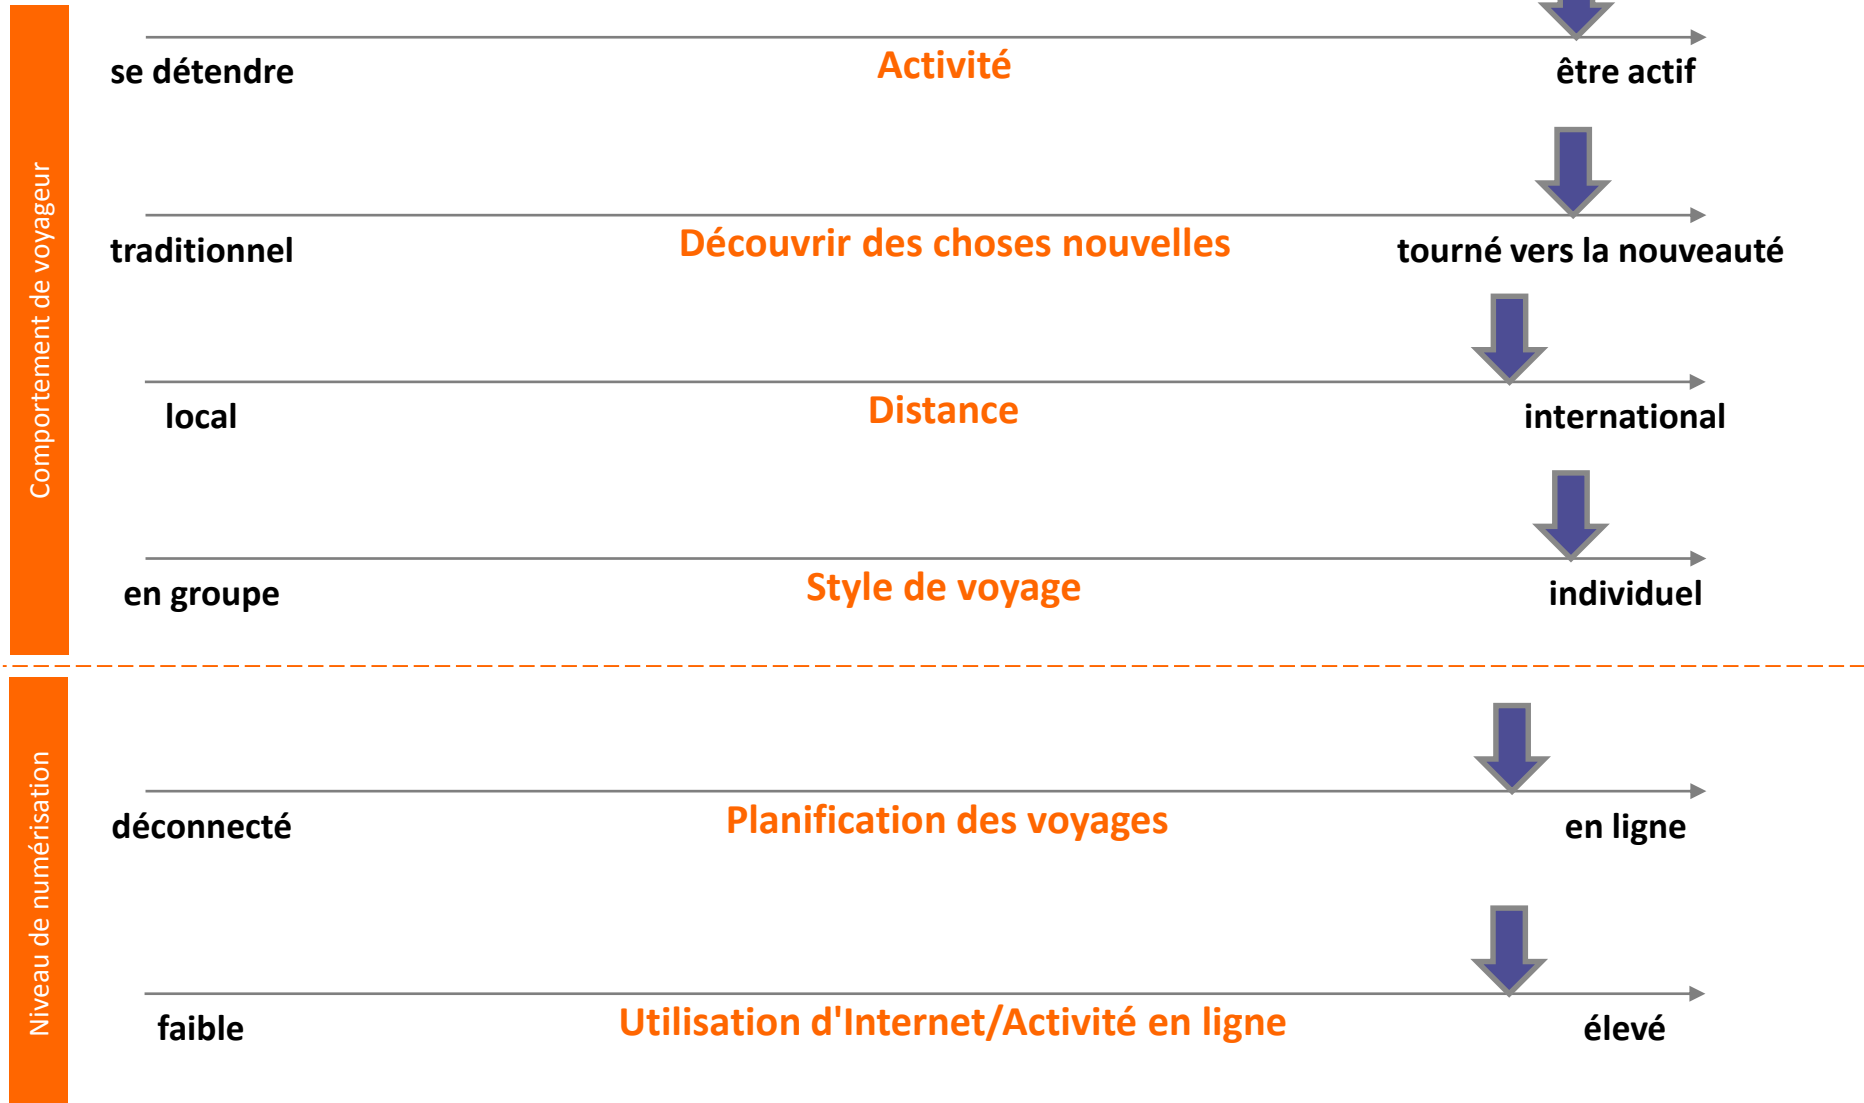 Comportement de voyageur
se détendre
Activité
être actif
traditionnel
Découvrir des choses nouvelles
tourné vers la nouveauté
local
Distance
international
en groupe
Style de voyage
individuel
Niveau de numérisation
déconnecté
Planification des voyages
en ligne
faible
Utilisation d'Internet/Activité en ligne
élevé